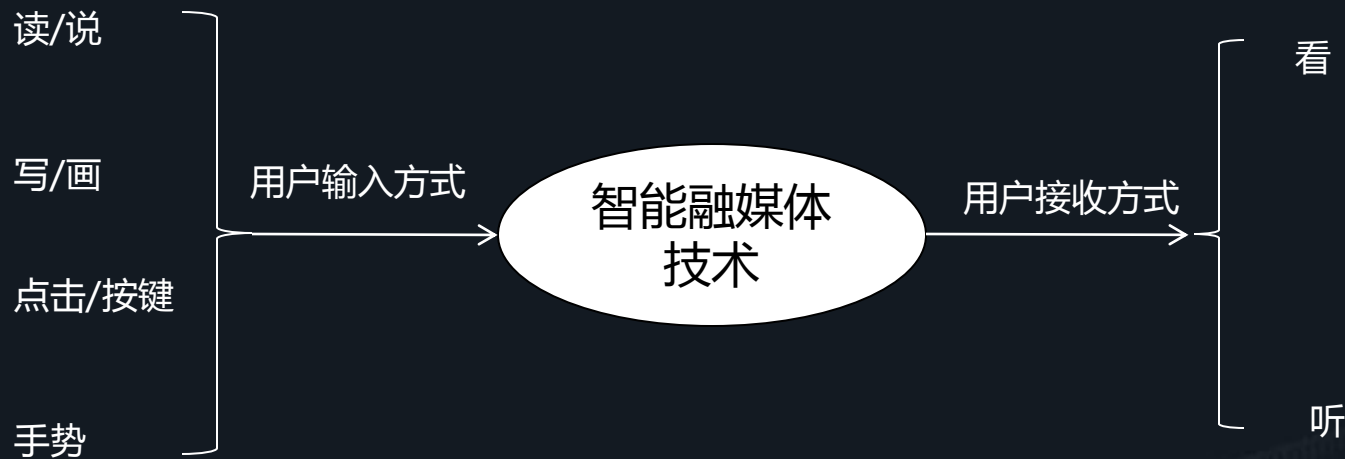 读/说
写/画
点击/按键
手势
用户输入方式
智能融媒体
技术
用户接收方式
看
听